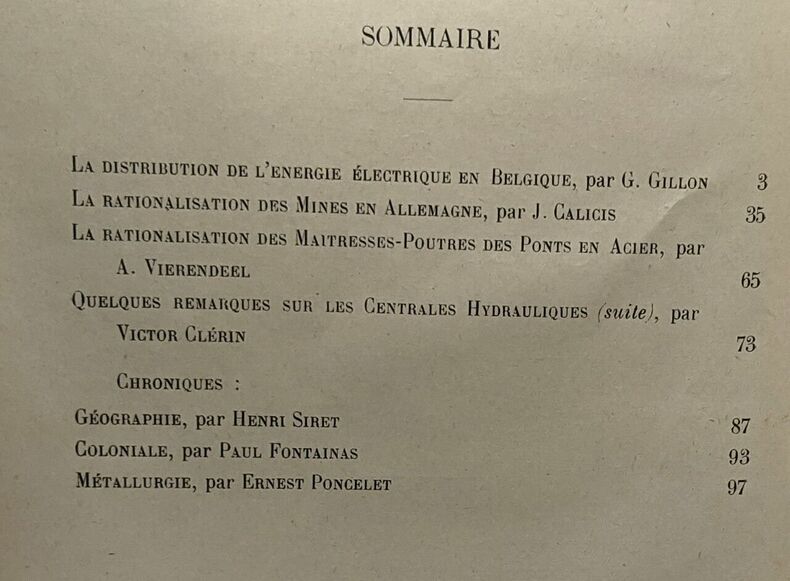 SOMMAIRE
LA DISTRIBUTION DE L'ENERGIE ÉLECTRIQUE EN BELGIQUE, par G. GILLON 3
LA RATIONALISATION DES MINES EN ALLEMAGNE, par J. CALICIS 35
LA RATIONALISATION DES MAITRESSES-POUTRES DES PONTS EN ACIER, par
A. VIERENDEEL 65
QUELQUES REMARQUES SUR LES CENTRALES HYDRAULIQUES (suite), par
VICTOR CLÉRIN 73
CHRONIQUES :
GÉOGRAPHIE, par HENRI SIRET 87
COLONIALE, par PAUL FONTAINAS 93
MÉTALLURGIE, par ERNEST PONCELET 97